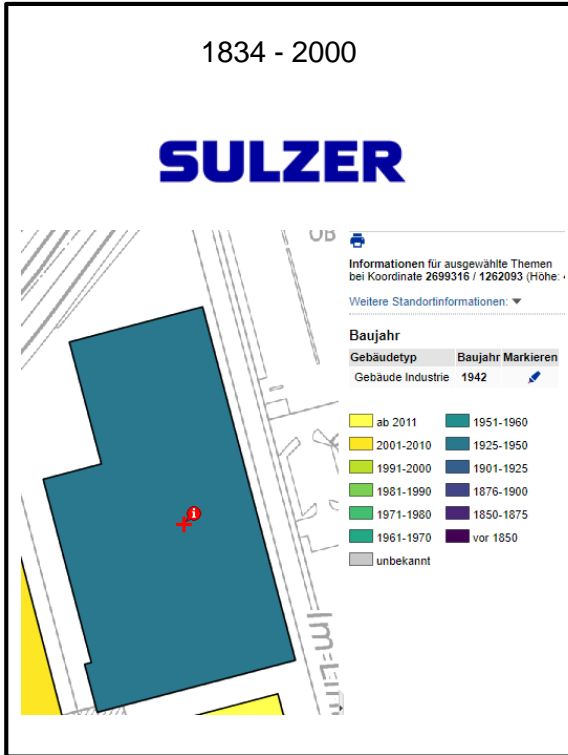 1834 - 2000
SULZER
OB
Informationen für ausgewählte Themen
bei Koordinate 2699316 / 1262093 (Höhe:
Weitere Standortinformationen:
Baujahr
Gebäudetyp Baujahr Markieren
Gebäude Industrie 1942
ab 2011 1951-1960
2001-2010 1925-1950
1991-2000 1901-1925
1981-1990 1876-1900
1971-1980 1850-1875
1961-1970 vor 1850
unbekannt